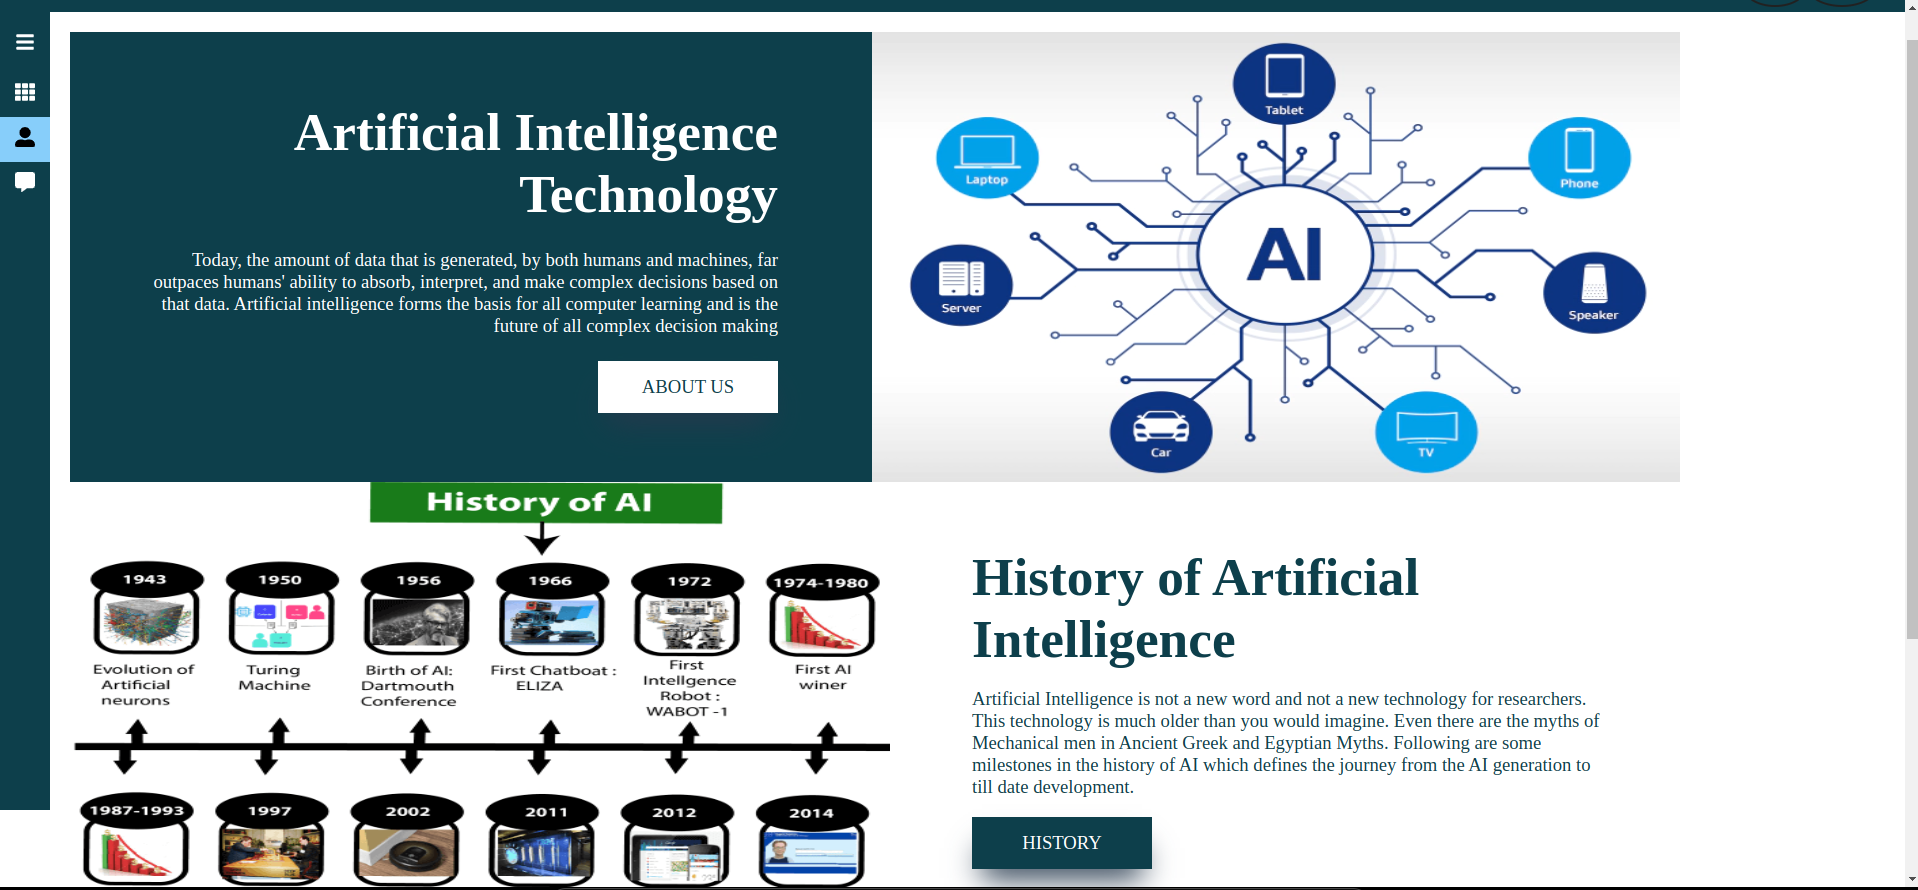 Artificial Intelligence
Technology
Today, the amount of data that is generated, by both humans and machines, far
outpaces humans' ability to absorb, interpret, and make complex decisions based on
that data. Artificial intelligence forms the basis for all computer learning and is the
future of all complex decision making
ABOUT US
Tablet
Laptop
Phone
AI
Server
Speaker
Car
TV
History of AI
1943
1950
1956
1966
1972
1974-1980
Evolution of
Artificial
neurons
Turing
Machine
Birth of AI:
Dartmouth
Conference
First Chatboat :
ELIZA
First
Intellgence
Robot :
WABOT -1
First AI
winer
1987-1993
1997
2002
2011
2012
2014
History of Artificial
Intelligence
Artificial Intelligence is not a new word and not a new technology for researchers.
This technology is much older than you would imagine. Even there are the myths of
Mechanical men in Ancient Greek and Egyptian Myths. Following are some
milestones in the history of AI which defines the journey from the AI generation to
till date development.
HISTORY